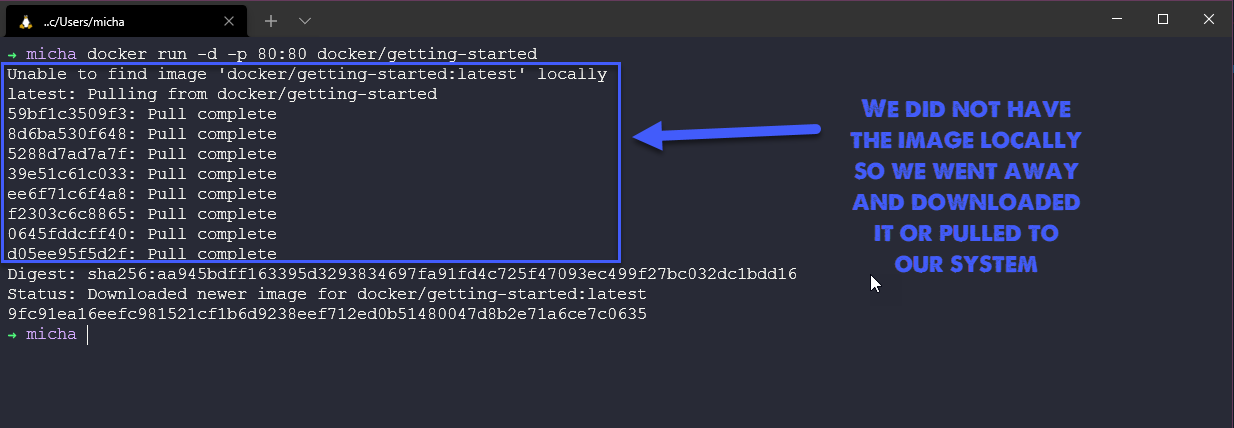 ..c/Users/micha
→ micha docker run -d -p 80:80 docker/getting-started
Unable to find image 'docker/getting-started:latest' locally
latest: Pulling from docker/getting-started
59bf1c3509f3: Pull complete
8d6ba530f648: Pull complete
5288d7ad7a7f: Pull complete
39e51c61c033: Pull complete
ee6f71c6f4a8: Pull complete
f2303c6c8865: Pull complete
0645fddcff40: Pull complete
d05ee95f5d2f: Pull complete
Digest: sha256:aa945bdff163395d3293834697fa91fd4c725f47093ec499f27bc032dc1bdd16
Status: Downloaded newer image for docker/getting-started:latest
9fc91ea16eefc981521cf1b6d9238eef712ed0b51480047d8b2e71a6ce7c0635
→ micha
WE DID NOT HAVE
THE IMAGE LOCALLY
SO WE WENT AWAY
AND DOWNLOADED
IT OR PULLED TO
OUR SYSTEM